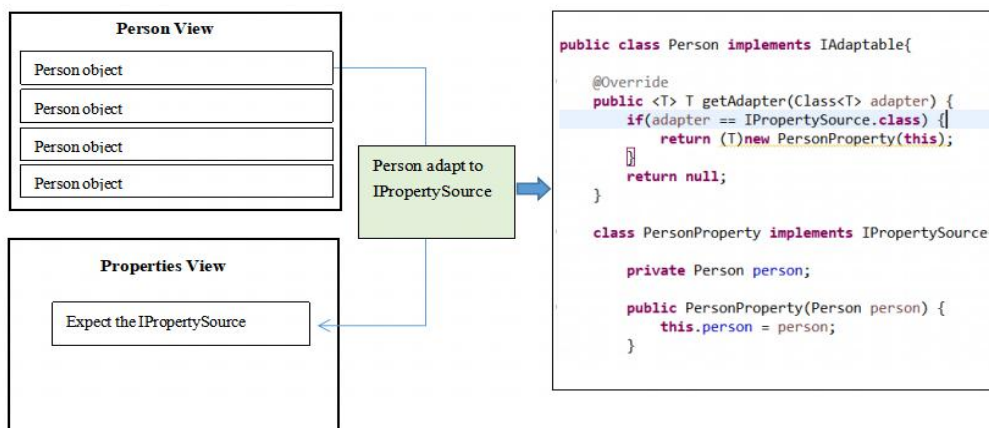 Person View
Person object
Person object
Person object
Person object
Properties View
Expect the IPropertySource
Person adapt to
IPropertySource
public class Person implements IAdaptable{
@Override
public <T> T getAdapter(Class<T> adapter) {
if(adapter == IPropertySource.class) {
return (T)new PersonProperty(this);
}
return null;
}
class PersonProperty implements IPropertySource
private Person person;
public PersonProperty(Person person) {
this.person = person;
}